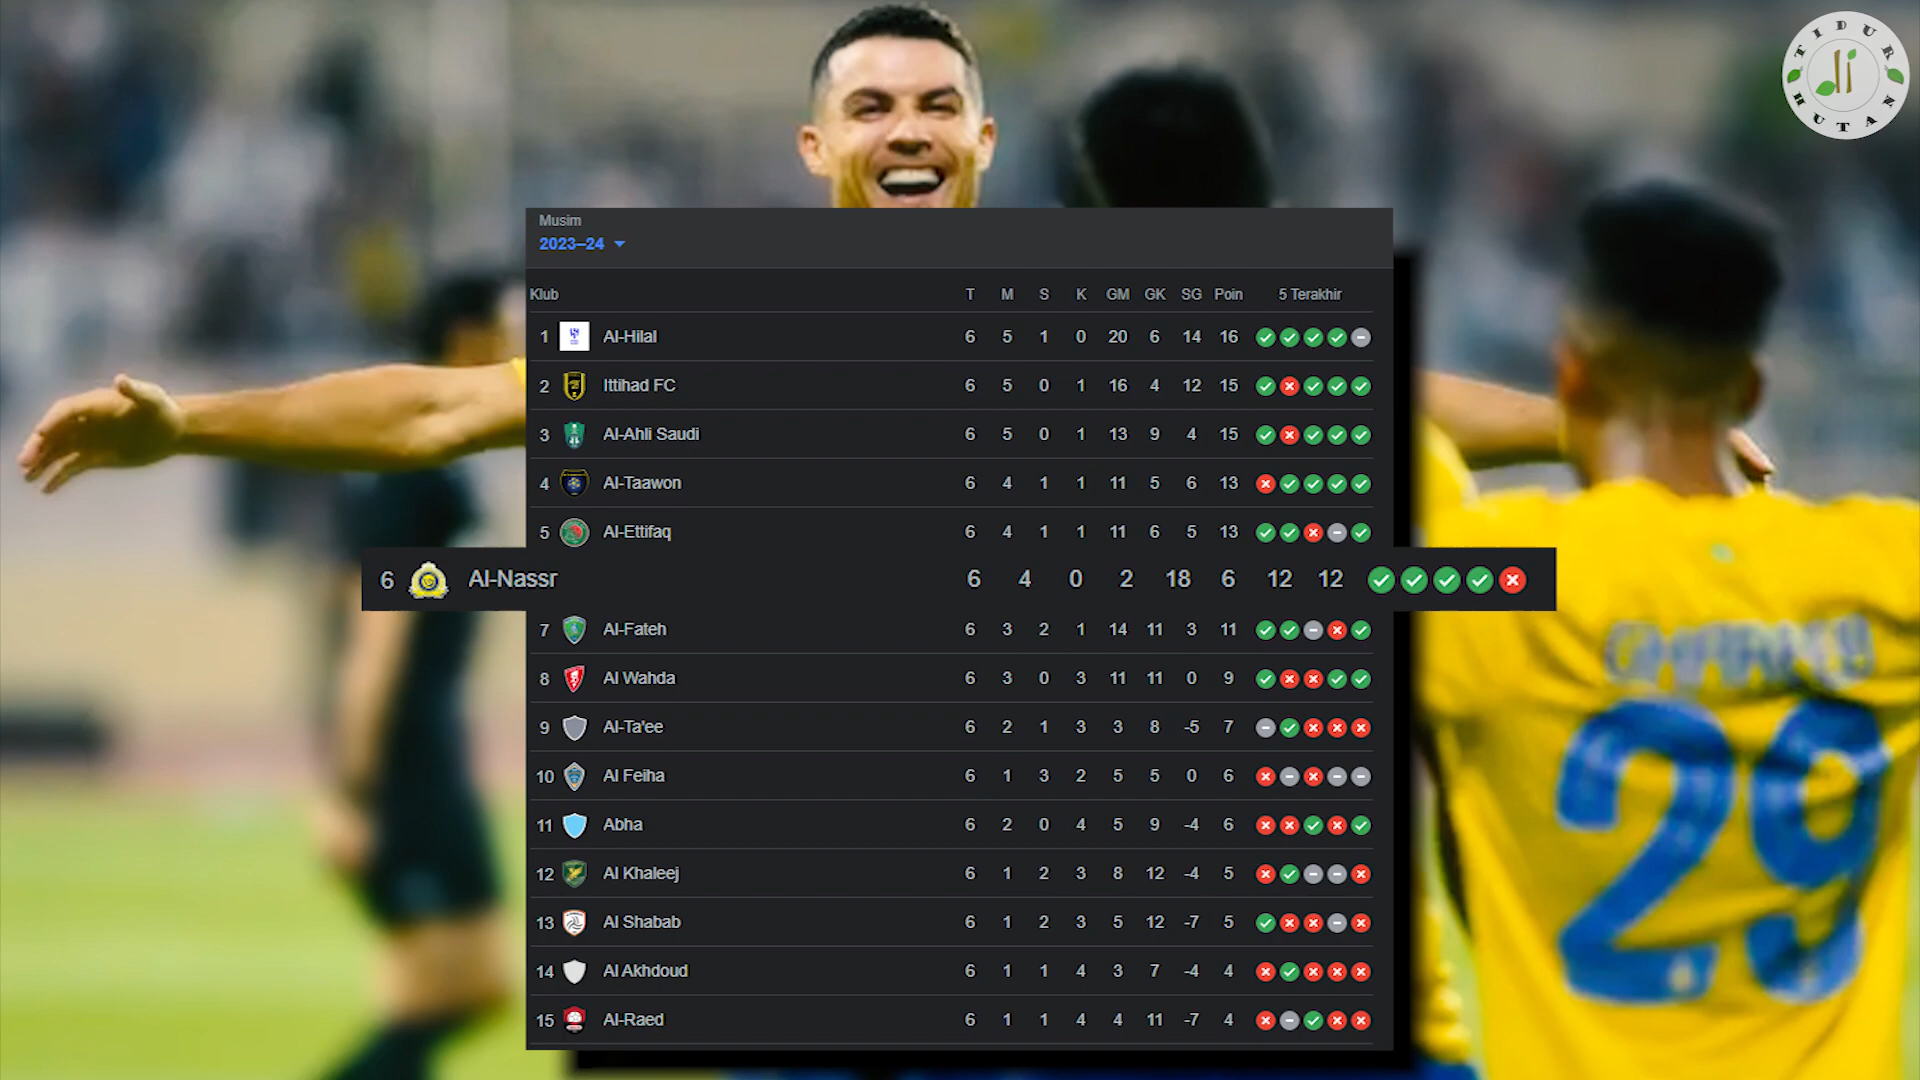 TIDUR HUTAN
Musim
2023–24
Klub T M S K GM GK SG Poin 5 Terakhir
1 Al-Hilal 6 5 1 0 20 6 14 16
2 Ittihad FC 6 5 0 1 16 4 12 15
3 Al-Ahli Saudi 6 5 0 1 13 9 4 15
4 Al-Taawon 6 4 1 1 11 5 6 13
5 Al-Ettifaq 6 4 1 1 11 6 5 13
6 Al-Nassr 6 4 0 2 18 6 12 12
7 Al-Fateh 6 3 2 1 14 11 3 11
8 Al Wahda 6 3 0 3 11 11 0 9
9 Al-Ta'ee 6 2 1 3 3 8 -5 7
10 Al Feiha 6 1 3 2 5 5 0 6
11 Abha 6 2 0 4 5 9 -4 6
12 Al Khaleej 6 1 2 3 8 12 -4 5
13 Al Shabab 6 1 2 3 5 12 -7 5
14 Al Akhdoud 6 1 1 4 3 7 -4 4
15 Al-Raed 6 1 1 4 4 11 -7 4
29